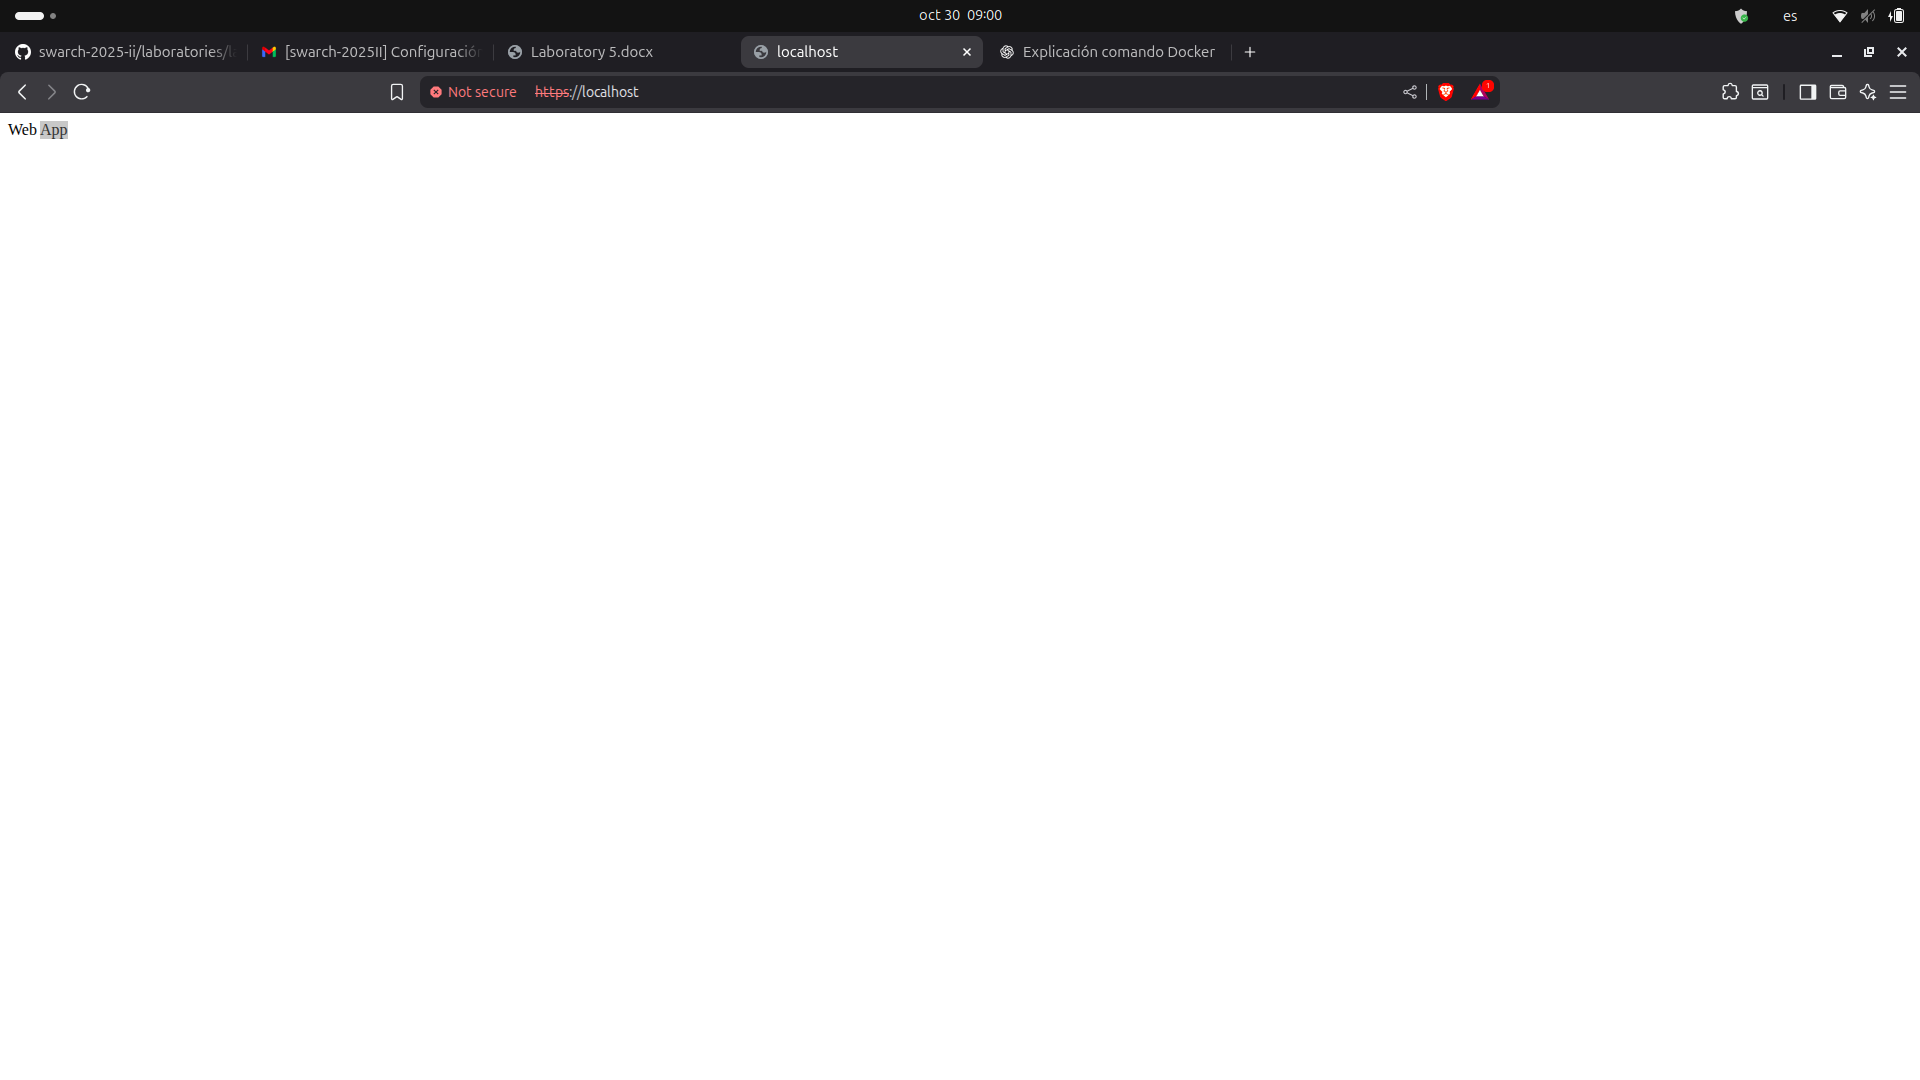 oct 30 09:00
es
swarch-2025-ii/laboratories/l
[swarch-2025II] Configuración
Laboratory 5.docx
localhost
Explicación comando Docker
Not secure
https://localhost
1
Web App